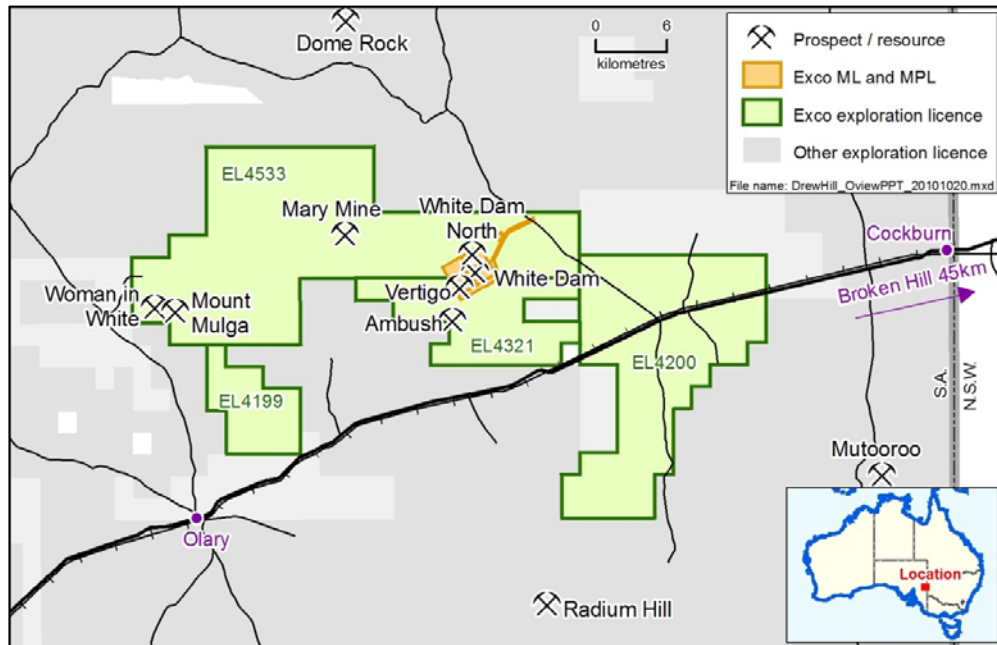 Dome Rock
0 6
kilometres
Prospect / resource
Exco ML and MPL
Exco exploration licence
Other exploration licence
File name: DrewHill_OviewPPT_20101020.mxd
EL4533
Mary Mine
White Dam
North
White Dam
Vertigo
Ambush
Woman in
White
Mount
Mulga
EL4321
EL4200
EL4199
Cockburn
Broken Hill 45km
S.A.
N.S.W.
Mutooroo
Olary
Radium Hill
Location